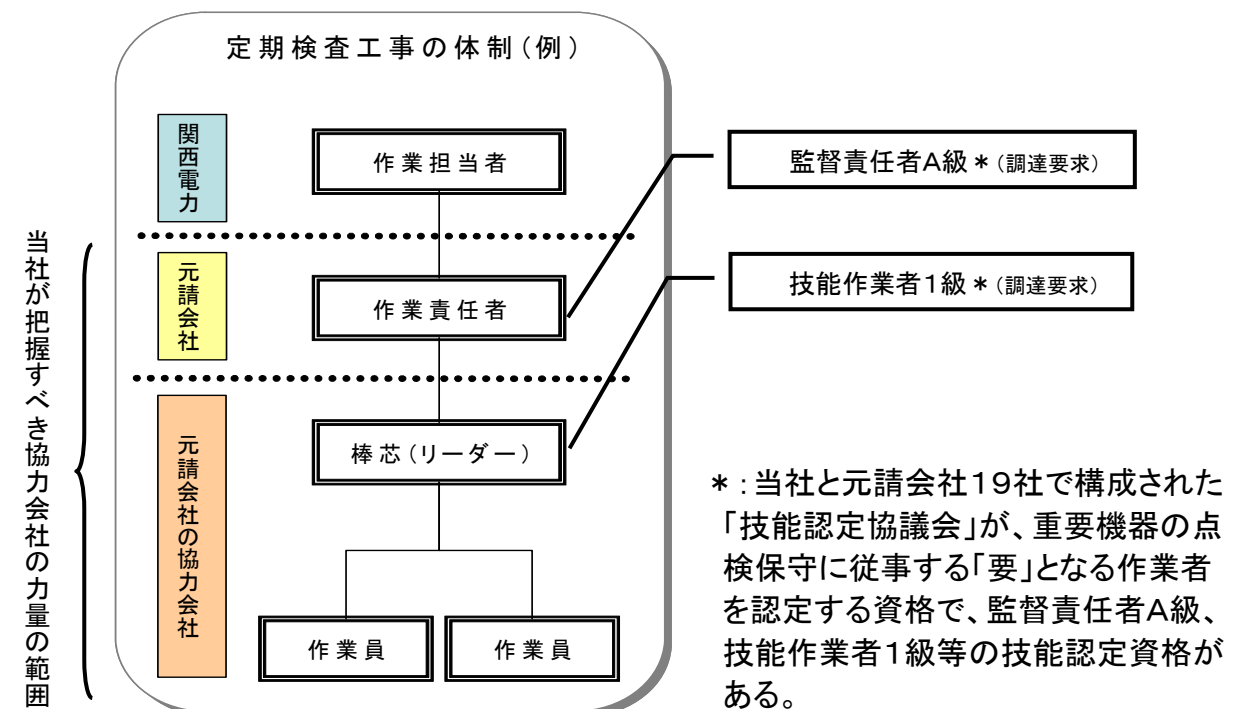 定期検査工事の体制(例)
関西電力
作業担当者
監督責任者A級*(調達要求)
当社が把握すべき協力会社の力量の範囲
元請会社
作業責任者
技能作業者1級*(調達要求)
元請会社の協力会社
棒芯(リーダー)
作業員
作業員
*:当社と元請会社19社で構成された
「技能認定協議会」が、重要機器の点
検保守に従事する「要」となる作業者
を認定する資格で、監督責任者A級、
技能作業者1級等の技能認定資格が
ある。